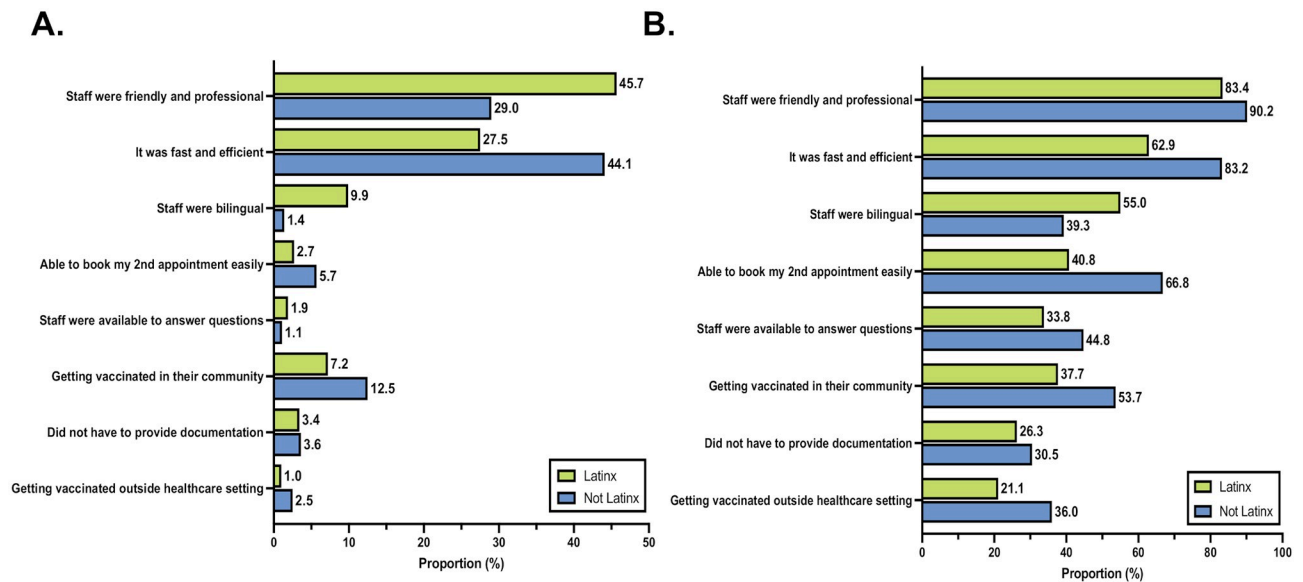 A.
Staff were friendly and professional
45.7
29.0
It was fast and efficient
27.5
44.1
Staff were bilingual
9.9
1.4
Able to book my 2nd appointment easily
2.7
5.7
Staff were available to answer questions
1.9
1.1
Getting vaccinated in their community
7.2
12.5
Did not have to provide documentation
3.4
3.6
Getting vaccinated outside healthcare setting
1.0
2.5
Latinx
Not Latinx
0 10 20 30 40 50
Proportion (%)
B.
Staff were friendly and professional
83.4
90.2
It was fast and efficient
62.9
83.2
Staff were bilingual
55.0
39.3
Able to book my 2nd appointment easily
40.8
66.8
Staff were available to answer questions
33.8
44.8
Getting vaccinated in their community
37.7
53.7
Did not have to provide documentation
26.3
30.5
Getting vaccinated outside healthcare setting
21.1
36.0
Latinx
Not Latinx
0 20 40 60 80 100
Proportion (%)